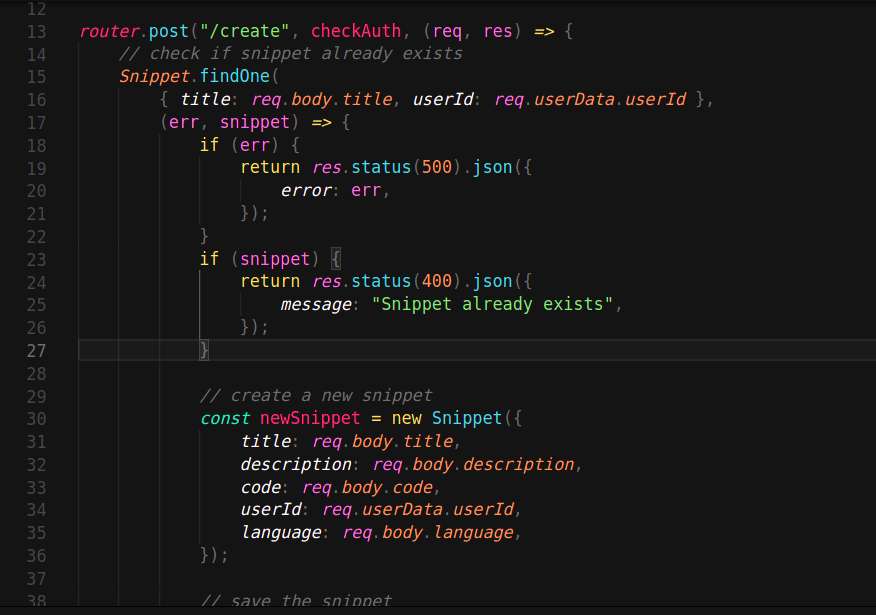 12
13 router.post("/create", checkAuth, (req, res) => {
14     // check if snippet already exists
15     Snippet.findOne(
16         { title: req.body.title, userId: req.userData.userId },
17         (err, snippet) => {
18             if (err) {
19                 return res.status(500).json({
20                     error: err,
21                 });
22             }
23             if (snippet) {
24                 return res.status(400).json({
25                     message: "Snippet already exists",
26                 });
27             }
28
29             // create a new snippet
30             const newSnippet = new Snippet({
31                 title: req.body.title,
32                 description: req.body.description,
33                 code: req.body.code,
34                 userId: req.userData.userId,
35                 language: req.body.language,
36             });
37
38             // save the snippet